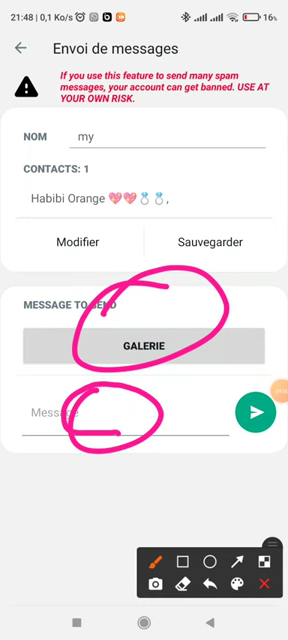 21:48 | 0,1 Ko/s
16%
Envoi de messages
If you use this feature to send many spam
messages, your account can get banned. USE AT
YOUR OWN RISK.
NOM my
CONTACTS: 1
Habibi Orange 💖💖💍💍,
Modifier Sauvegarder
MESSAGE TO SEND
GALERIE
Message